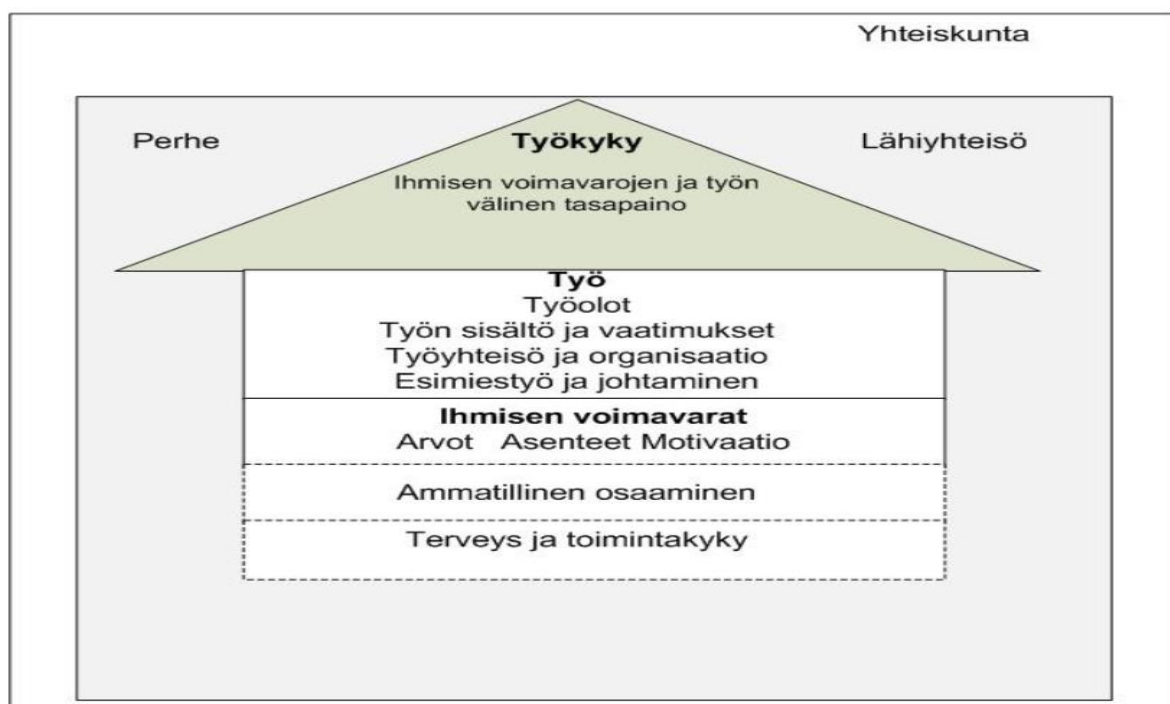 Yhteiskunta
Perhe
Työkyky
Lähiyhteisö
Ihmisen voimavarojen ja työn
välinen tasapaino
Työ
Työolot
Työn sisältö ja vaatimukset
Työyhteisö ja organisaatio
Esimiestyö ja johtaminen
Ihmisen voimavarat
Arvot Asenteet Motivaatio
Ammatillinen osaaminen
Terveys ja toimintakyky